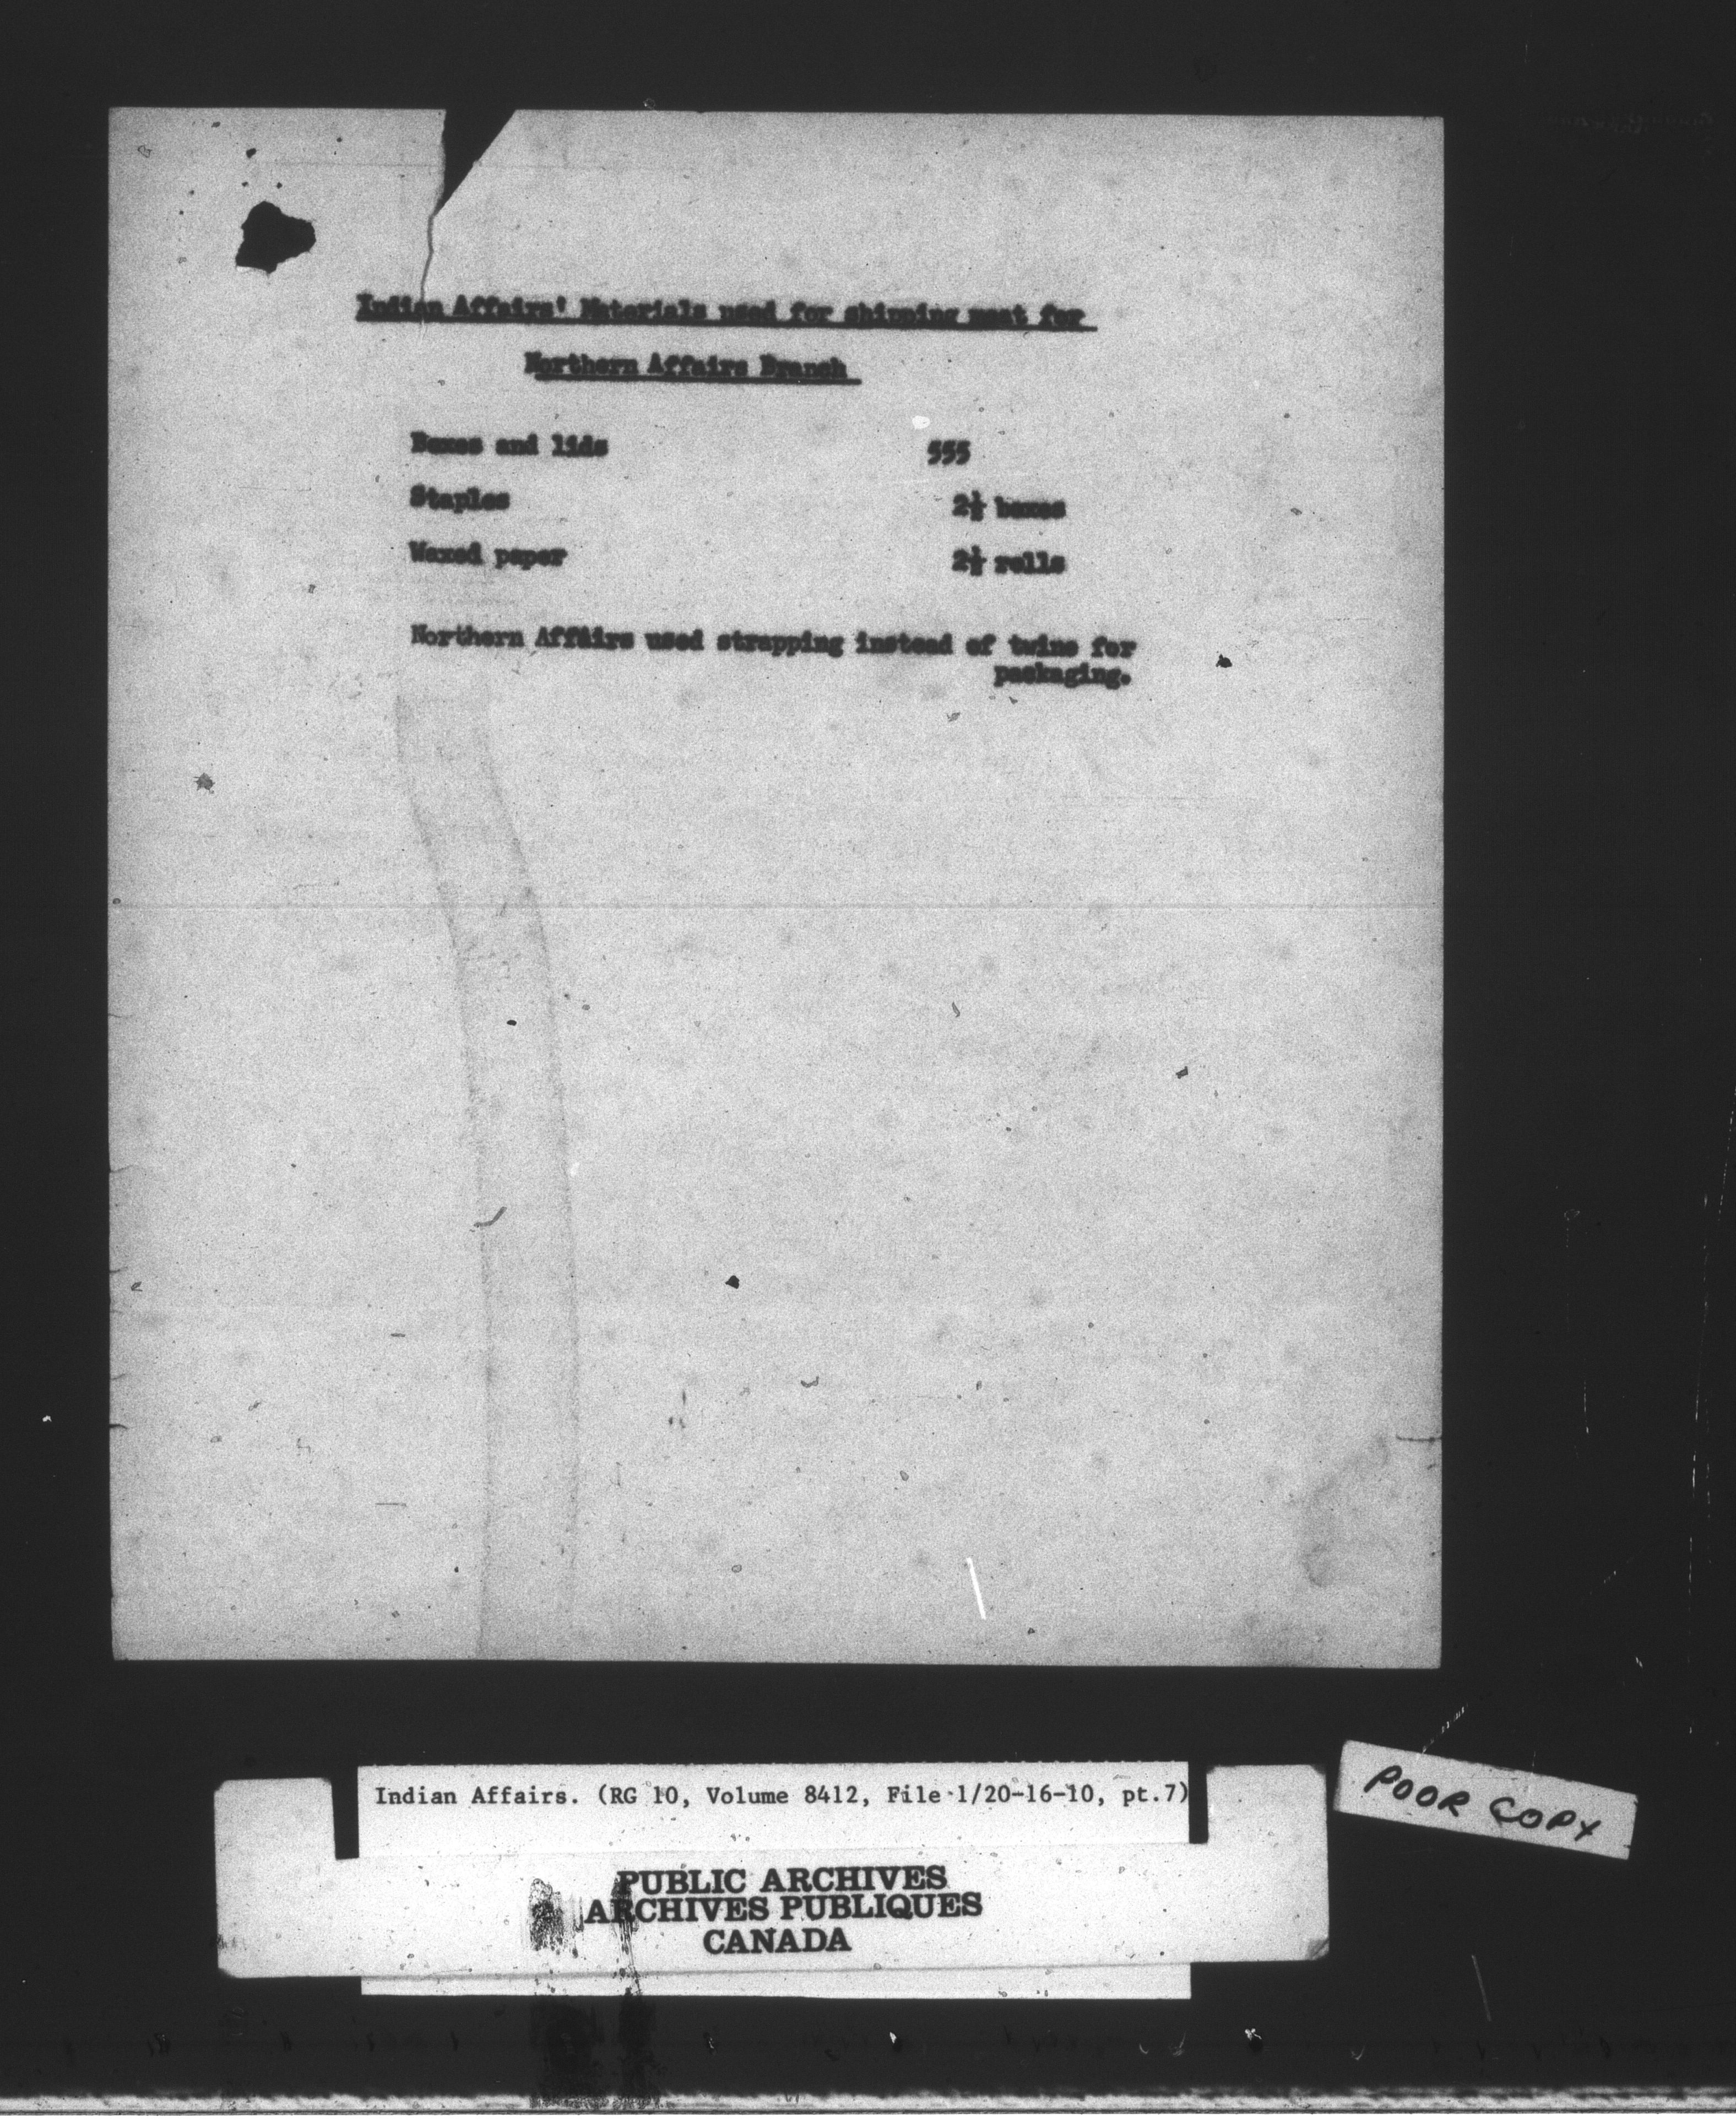 Indian Affairs' Materials used for shipping meat for
Northern Affairs Branch
Boxes and lids 555
Staples 2½ boxes
Waxed paper 2½ rolls
Northern Affairs used strapping instead of twine for
packaging.
Indian Affairs. (RG 10, Volume 8412, File 1/20-16-10, pt.7)
POOR COPY
PUBLIC ARCHIVES
ARCHIVES PUBLIQUES
CANADA